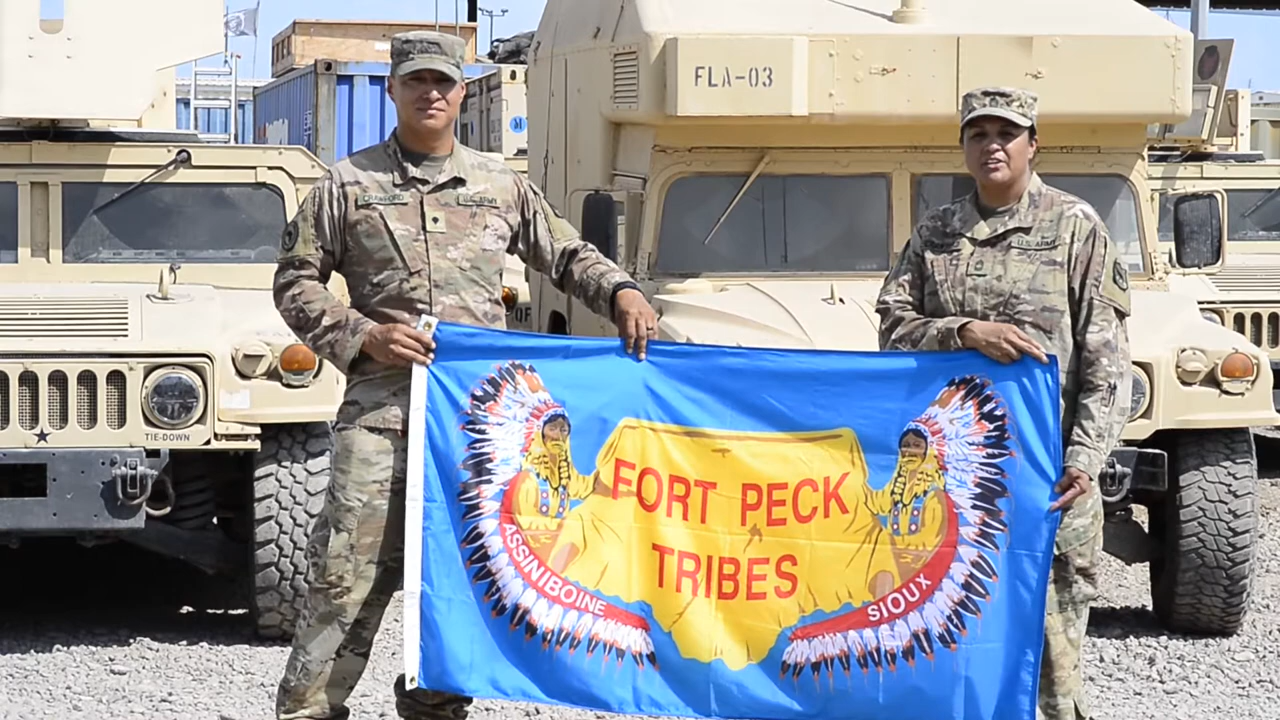 FLA-03
CRAWFORD
U.S. ARMY
U.S. ARMY
TIE-DOWN
FORT PECK
TRIBES
ASSINIBOINE
SIOUX